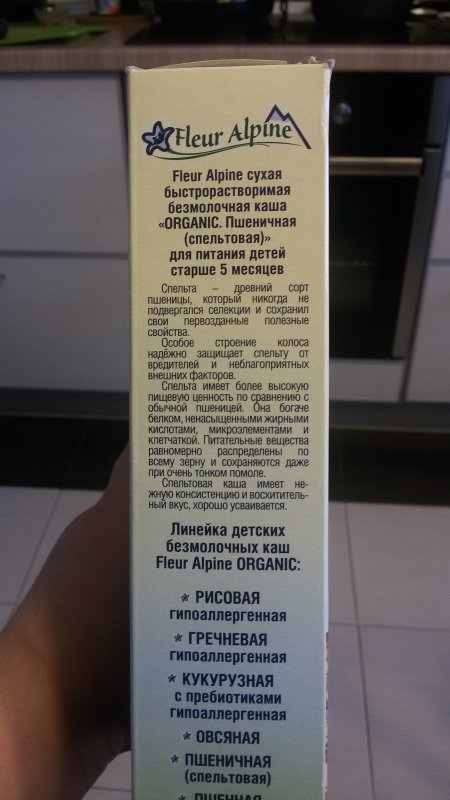 Fleur Alpine
Fleur Alpine сухая
быстрорастворимая
безмолочная каша
«ORGANIC. Пшеничная
(спельтовая)»
для питания детей
старше 5 месяцев
Спельта – древний сорт
пшеницы, который никогда не
подвергался селекции и сохранил
свои первозданные полезные
свойства.
Особое строение колоса
надёжно защищает спельту от
вредителей и неблагоприятных
внешних факторов.
Спельта имеет более высокую
пищевую ценность по сравнению с
обычной пшеницей. Она богаче
белком, ненасыщенными жирными
кислотами, микроэлементами и
клетчаткой. Питательные вещества
равномерно распределены по
всему зерну и сохраняются даже
при очень тонком помоле.
Спельтовая каша имеет не-
жную консистенцию и восхититель-
ный вкус, хорошо усваивается.
Линейка детских
безмолочных каш
Fleur Alpine ORGANIC:
РИСОВАЯ
гипоаллергенная
ГРЕЧНЕВАЯ
гипоаллергенная
КУКУРУЗНАЯ
с пребиотиками
гипоаллергенная
ОВСЯНАЯ
ПШЕНИЧНАЯ
(спельтовая)